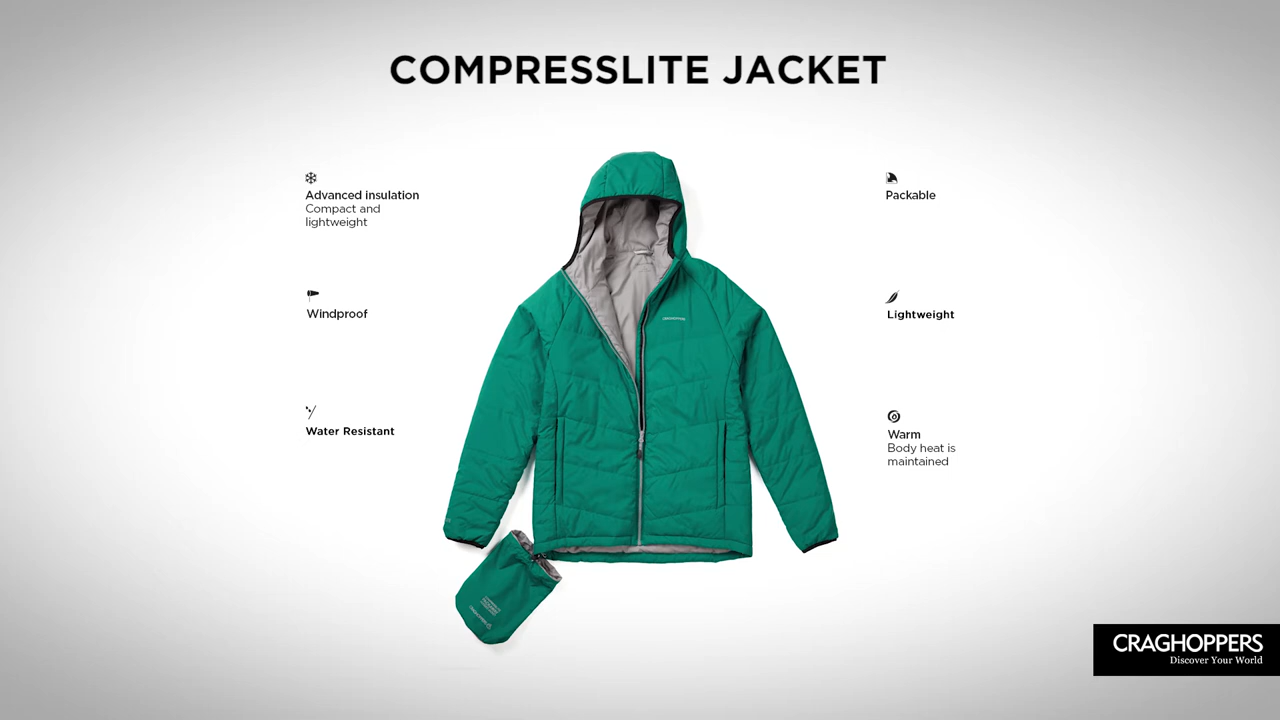 COMPRESSLITE JACKET
Advanced insulation
Compact and
lightweight
Windproof
Water Resistant
Packable
Lightweight
Warm
Body heat is
maintained
CRAGHOPPERS
Discover Your World